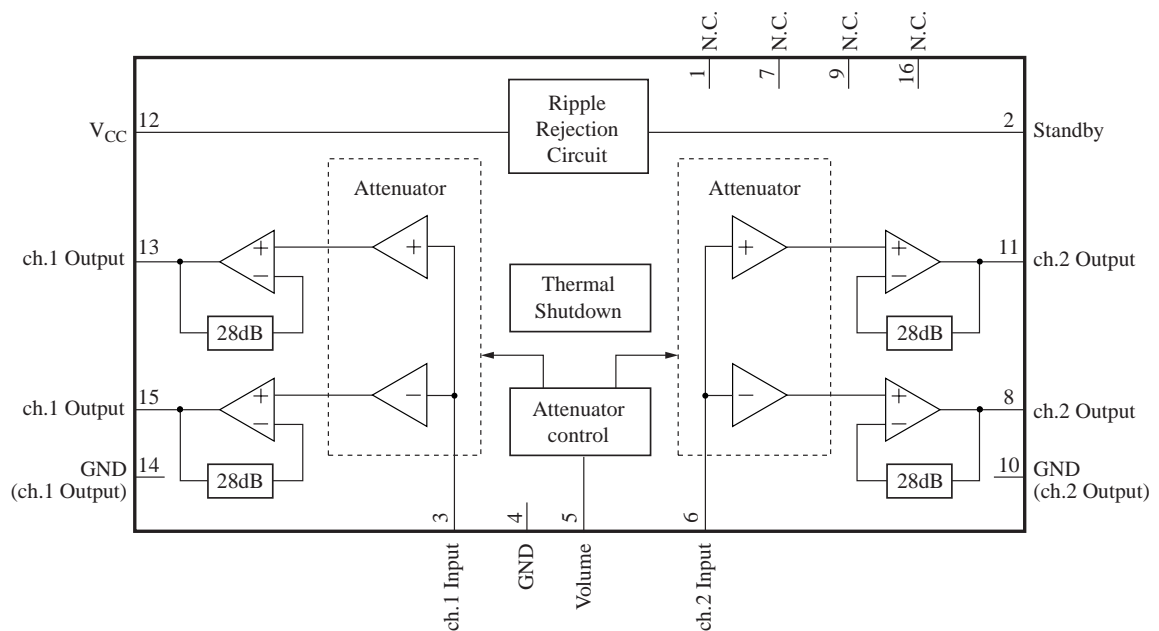 N.C.
N.C.
N.C.
N.C.
1
7
9
16
V_CC
12
Ripple
Rejection
Circuit
2
Standby
Attenuator
Attenuator
ch.1 Output
13
+
−
+
+
+
−
11
ch.2 Output
28dB
Thermal
Shutdown
28dB
ch.1 Output
15
+
−
−
Attenuator
control
−
+
−
8
ch.2 Output
GND
(ch.1 Output)
14
28dB
28dB
10
GND
(ch.2 Output)
3
4
5
6
ch.1 Input
GND
Volume
ch.2 Input